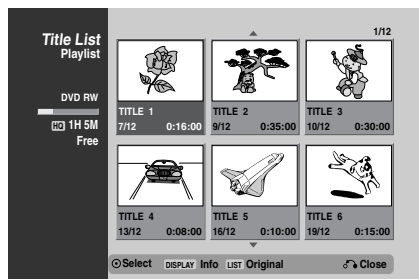 Title List
Playlist
1/12
DVD RW
HQ 1H 5M
Free
TITLE 1
7/12 0:16:00
TITLE 2
9/12 0:35:00
TITLE 3
10/12 0:30:00
TITLE 4
13/12 0:08:00
TITLE 5
16/12 0:10:00
TITLE 6
19/12 0:15:00
Select DISPLAY Info LIST Original Close